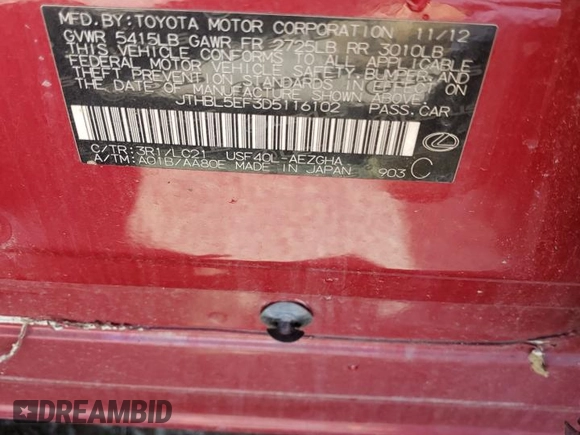 MFD.BY:TOYOTA MOTOR CORPORATION 11/12
GVWR 5415LB GAWR FR 2725LB RR 3010LB
THIS VEHICLE CONFORMS TO ALL APPLICABLE
FEDERAL MOTOR VEHICLE SAFETY, BUMPER, AND
THEFT PREVENTION STANDARDS IN EFFECT ON
THE DATE OF MANUFACTURE SHOWN ABOVE.
JTHBL5EF3D5116102 PASS.CAR
C/TR:3R1/LC21 USF40L-AEZGHA
A/TM:A01B/AA80E MADE IN JAPAN 903 C
DREAMBID